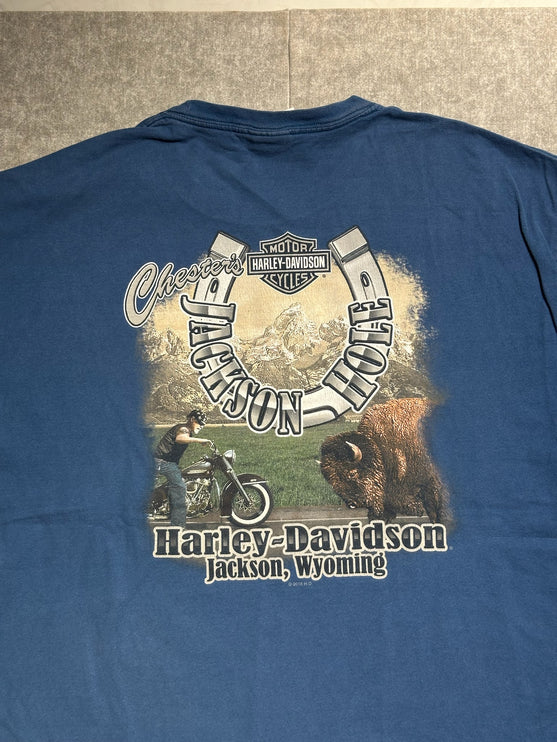 Chester's
MOTOR
HARLEY-DAVIDSON
CYCLES
JACKSON HOLE
Harley-Davidson
Jackson, Wyoming